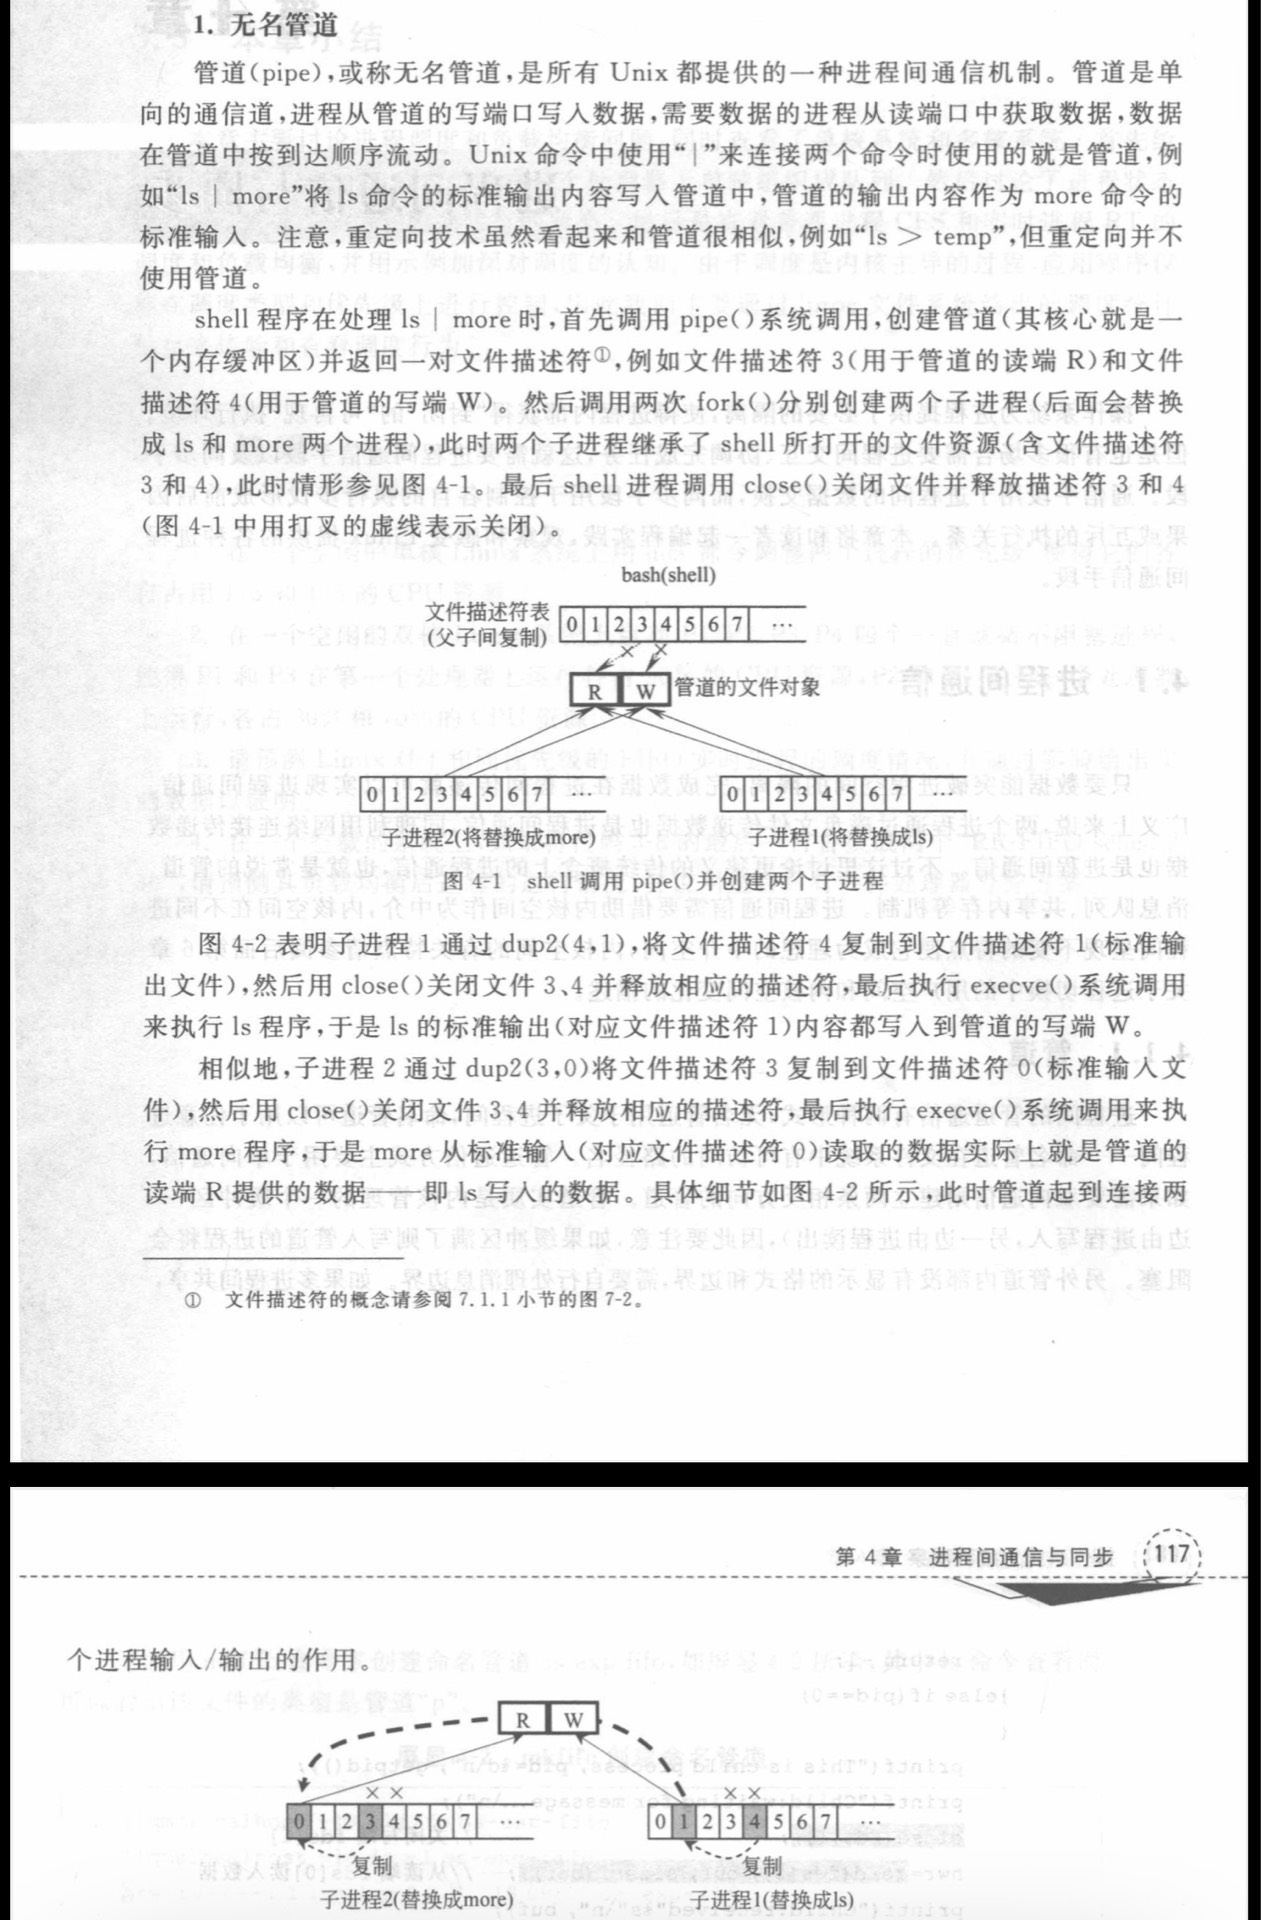 1. 无名管道
管道(pipe),或称无名管道,是所有 Unix 都提供的一种进程间通信机制。管道是单
向的通信道,进程从管道的写端口写入数据,需要数据的进程从读端口中获取数据,数据
在管道中按到达顺序流动。Unix 命令中使用“|”来连接两个命令时使用的就是管道,例
如“ls | more”将 ls 命令的标准输出内容写入管道中,管道的输出内容作为 more 命令的
标准输入。注意,重定向技术虽然看起来和管道很相似,例如“ls > temp”,但重定向并不
使用管道。
shell 程序在处理 ls | more 时,首先调用 pipe()系统调用,创建管道(其核心就是一
个内存缓冲区)并返回一对文件描述符①,例如文件描述符 3(用于管道的读端 R)和文件
描述符 4(用于管道的写端 W)。然后调用两次 fork()分别创建两个子进程(后面会替换
成 ls 和 more 两个进程),此时两个子进程继承了 shell 所打开的文件资源(含文件描述符
3 和 4),此时情形参见图 4-1。最后 shell 进程调用 close()关闭文件并释放描述符 3 和 4
(图 4-1 中用打叉的虚线表示关闭)。
bash(shell)
文件描述符表
(父子间复制)
0 1 2 3 4 5 6 7 …
R W 管道的文件对象
0 1 2 3 4 5 6 7 …
0 1 2 3 4 5 6 7 …
子进程2(将替换成more)
子进程1(将替换成ls)
图 4-1 shell 调用 pipe()并创建两个子进程
图 4-2 表明子进程 1 通过 dup2(4,1),将文件描述符 4 复制到文件描述符 1(标准输
出文件),然后用 close()关闭文件 3、4 并释放相应的描述符,最后执行 execve()系统调用
来执行 ls 程序,于是 ls 的标准输出(对应文件描述符 1)内容都写入到管道的写端 W。
相似地,子进程 2 通过 dup2(3,0)将文件描述符 3 复制到文件描述符 0(标准输入文
件),然后用 close()关闭文件 3、4 并释放相应的描述符,最后执行 execve()系统调用来执
行 more 程序,于是 more 从标准输入(对应文件描述符 0)读取的数据实际上就是管道的
读端 R 提供的数据——即 ls 写入的数据。具体细节如图 4-2 所示,此时管道起到连接两
① 文件描述符的概念请参阅 7.1.1 小节的图 7-2。
第 4 章 进程间通信与同步 117
个进程输入/输出的作用。
R W
0 1 2 3 4 5 6 7 …
0 1 2 3 4 5 6 7 …
复制
复制
子进程2(替换成more)
子进程1(替换成ls)